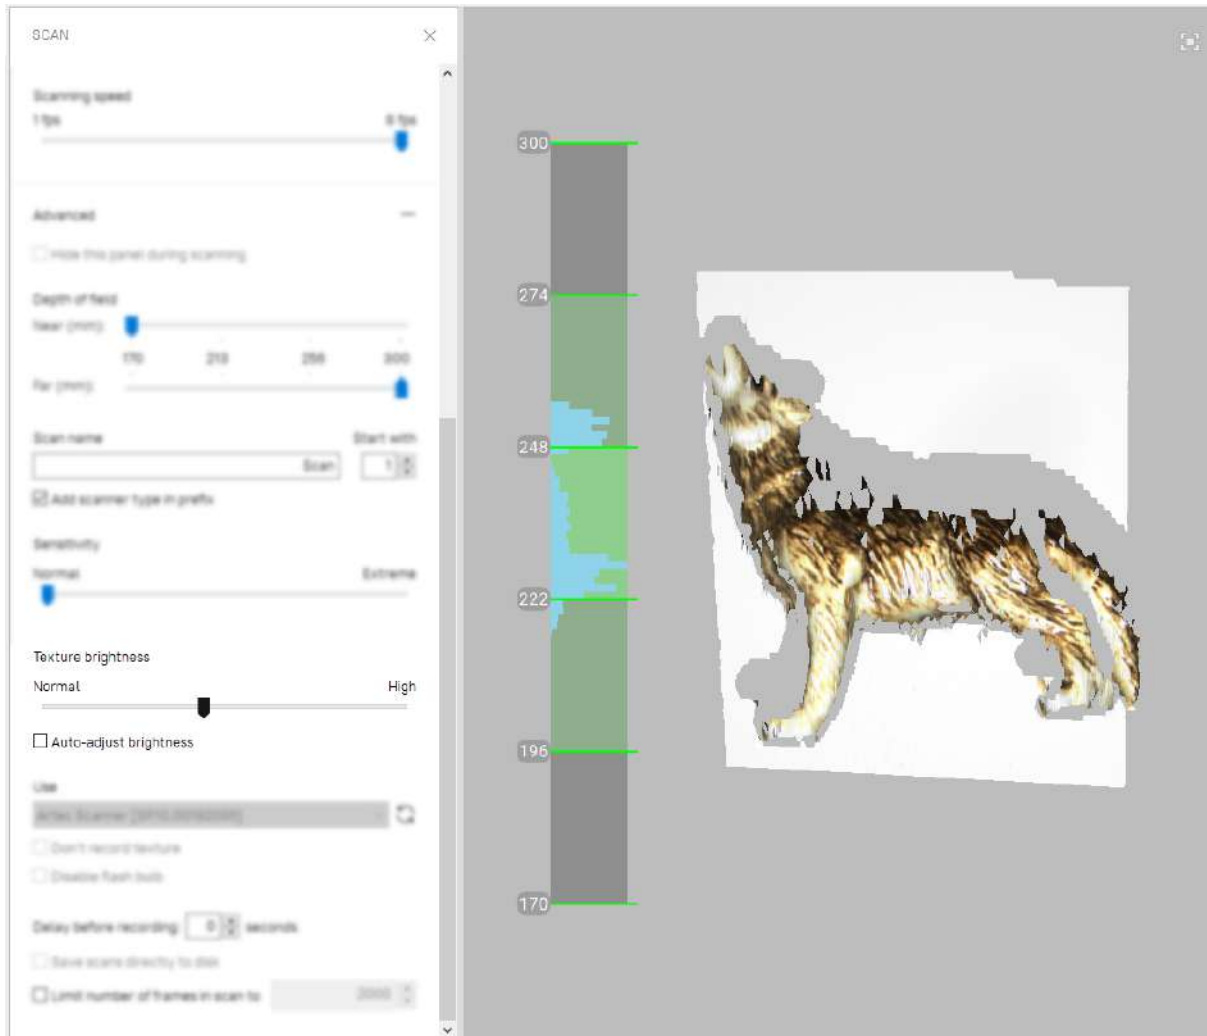 SCAN
Scanning speed
1 fps 8 fps
Advanced
Hide this panel during scanning
Depth of field
Near (mm):
170 213 256 300
Far (mm):
Scan name Start with
Scan 1
Add scanner type in prefix
Sensitivity
Normal Extreme
Texture brightness
Normal High
Auto-adjust brightness
Use
Artec Scanner
Don't record texture
Disable flash bulb
Delay before recording: 0 seconds
Save scans directly to disk
Limit number of frames in scan to 2000
300
274
248
222
196
170